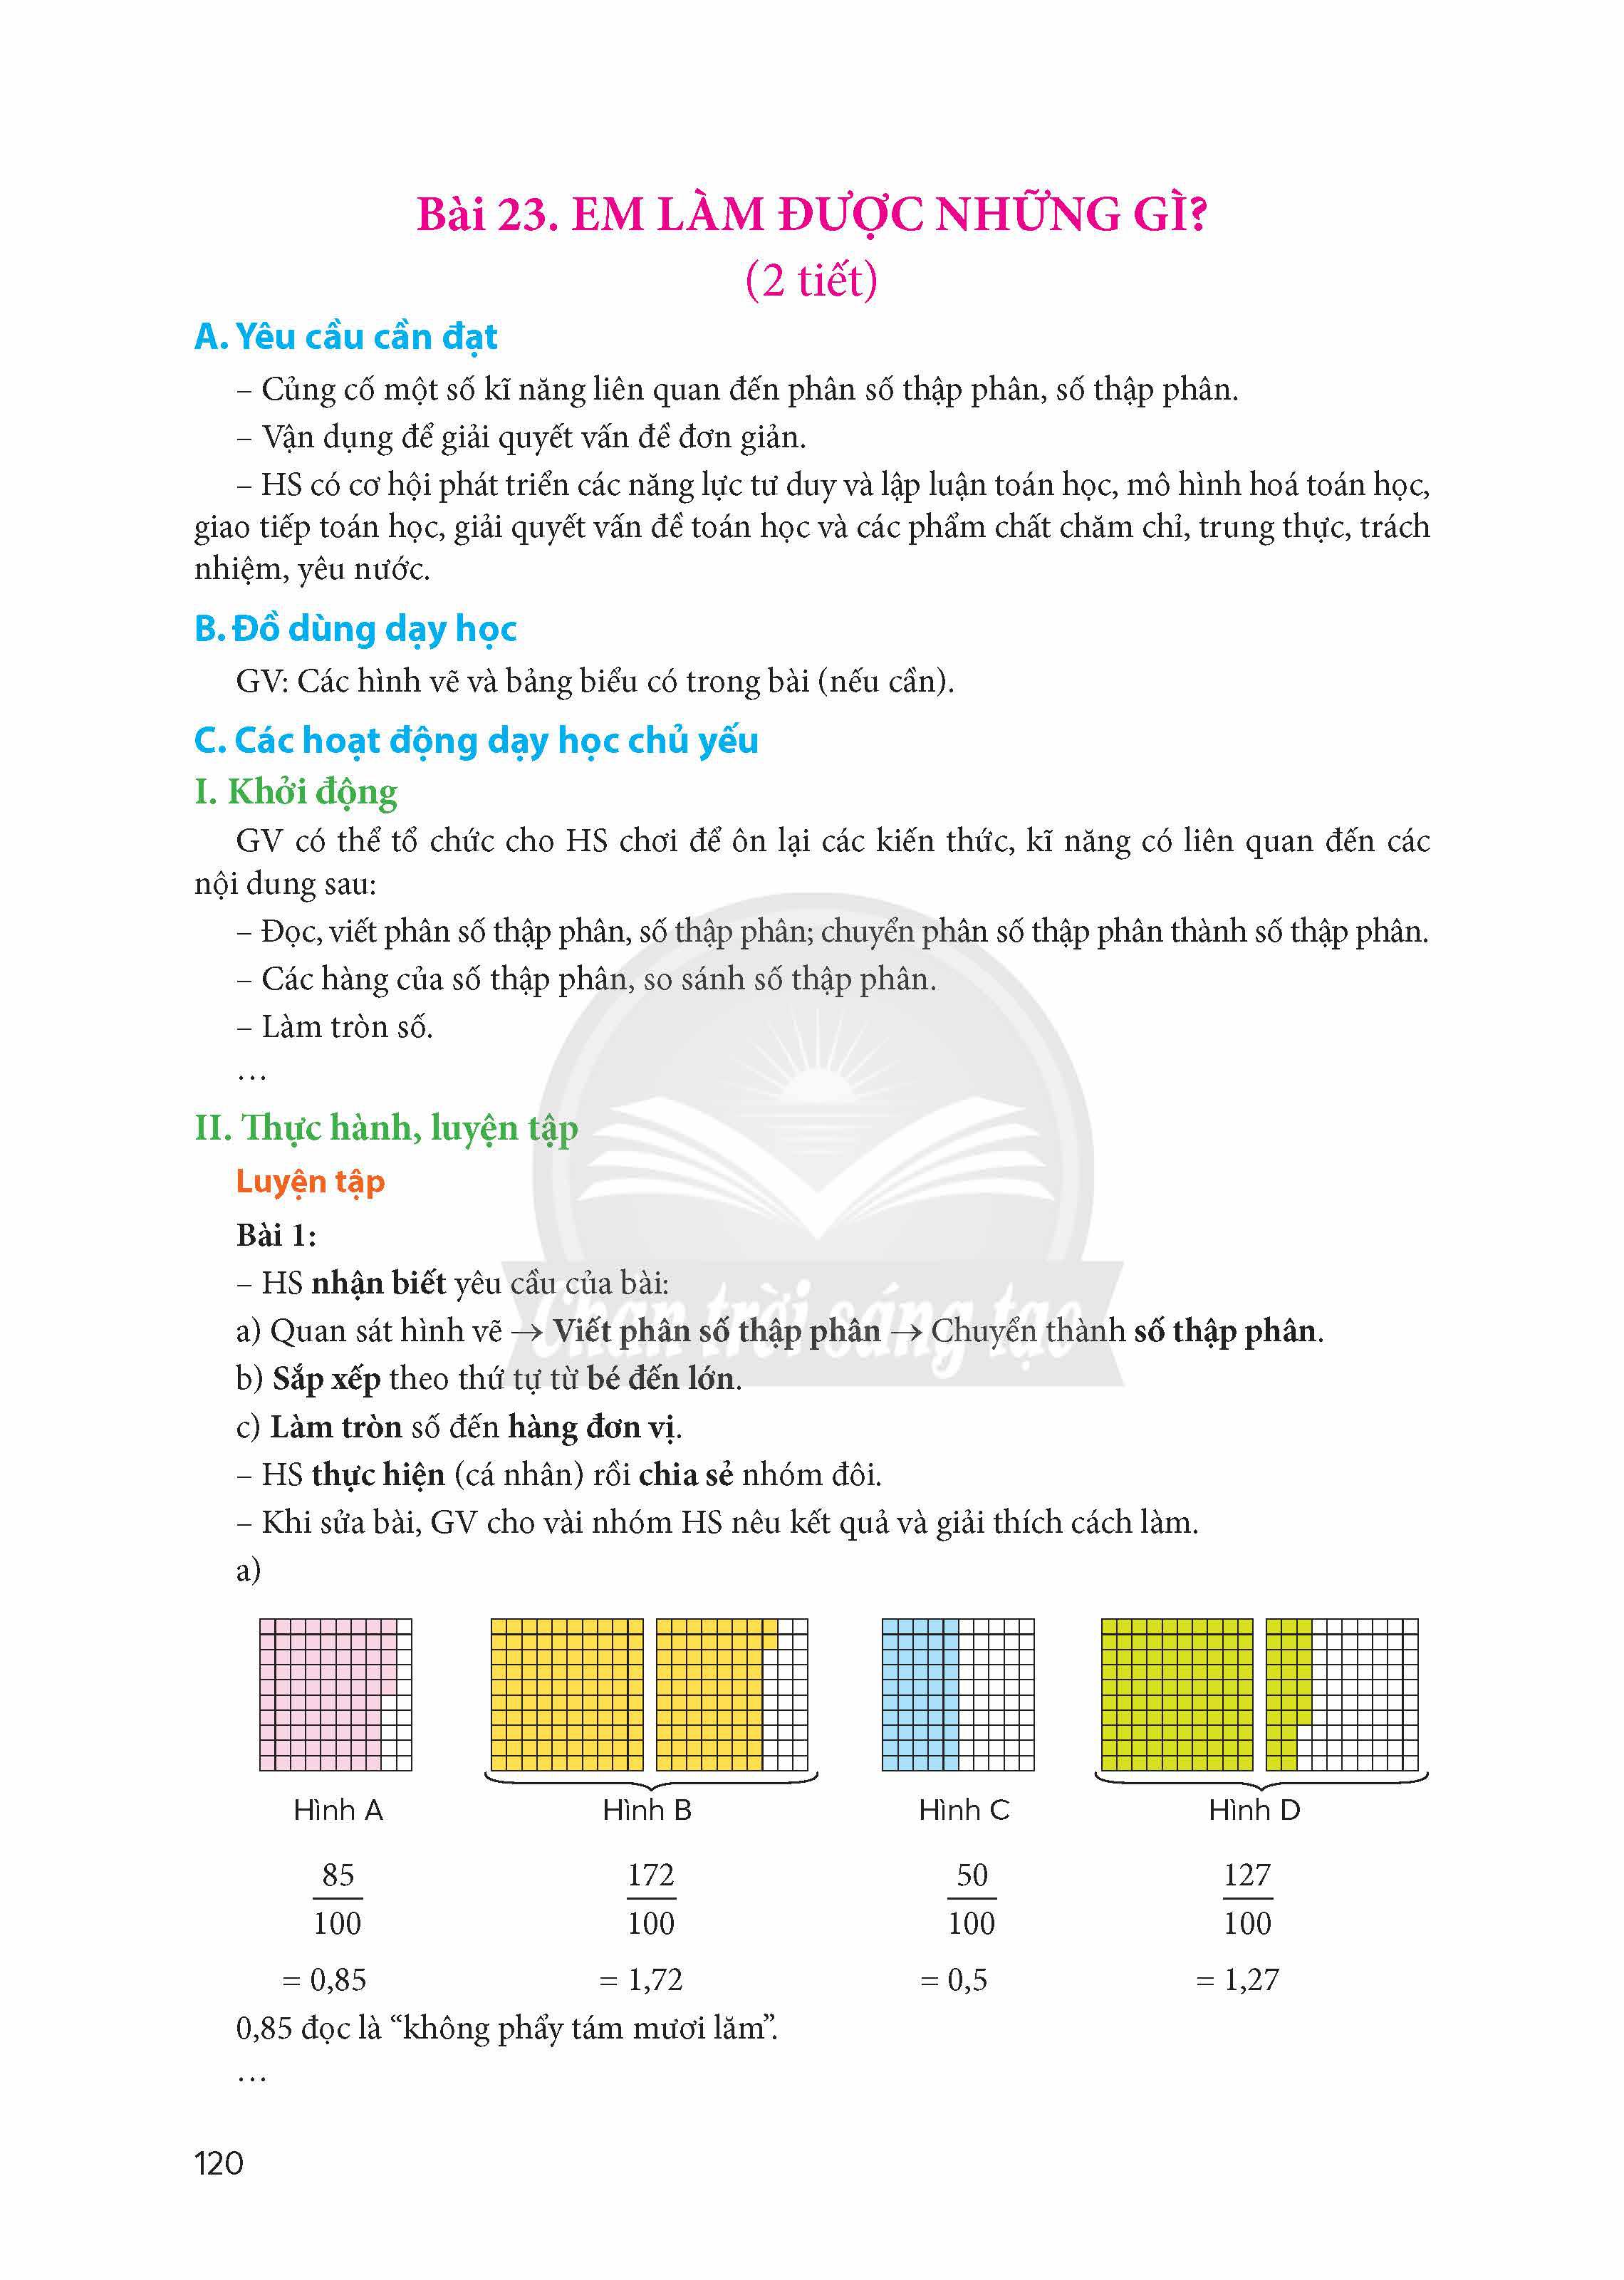 Bài 23. EM LÀM ĐƯỢC NHỮNG GÌ?
(2 tiết)
A. Yêu cầu cần đạt
– Củng cố một số kĩ năng liên quan đến phân số thập phân, số thập phân.
– Vận dụng để giải quyết vấn đề đơn giản.
– HS có cơ hội phát triển các năng lực tư duy và lập luận toán học, mô hình hoá toán học,
giao tiếp toán học, giải quyết vấn đề toán học và các phẩm chất chăm chỉ, trung thực, trách
nhiệm, yêu nước.
B. Đồ dùng dạy học
GV: Các hình vẽ và bảng biểu có trong bài (nếu cần).
C. Các hoạt động dạy học chủ yếu
I. Khởi động
GV có thể tổ chức cho HS chơi để ôn lại các kiến thức, kĩ năng có liên quan đến các
nội dung sau:
– Đọc, viết phân số thập phân, số thập phân; chuyển phân số thập phân thành số thập phân.
– Các hàng của số thập phân, so sánh số thập phân.
– Làm tròn số.
…
II. Thực hành, luyện tập
Luyện tập
Bài 1:
– HS nhận biết yêu cầu của bài:
Chân trời sáng tạo
a) Quan sát hình vẽ → Viết phân số thập phân → Chuyển thành số thập phân.
b) Sắp xếp theo thứ tự từ bé đến lớn.
c) Làm tròn số đến hàng đơn vị.
– HS thực hiện (cá nhân) rồi chia sẻ nhóm đôi.
– Khi sửa bài, GV cho vài nhóm HS nêu kết quả và giải thích cách làm.
a)
Hình A Hình B Hình C Hình D
85 172 50 127
100 100 100 100
= 0,85 = 1,72 = 0,5 = 1,27
0,85 đọc là “không phẩy tám mươi lăm”.
…
120